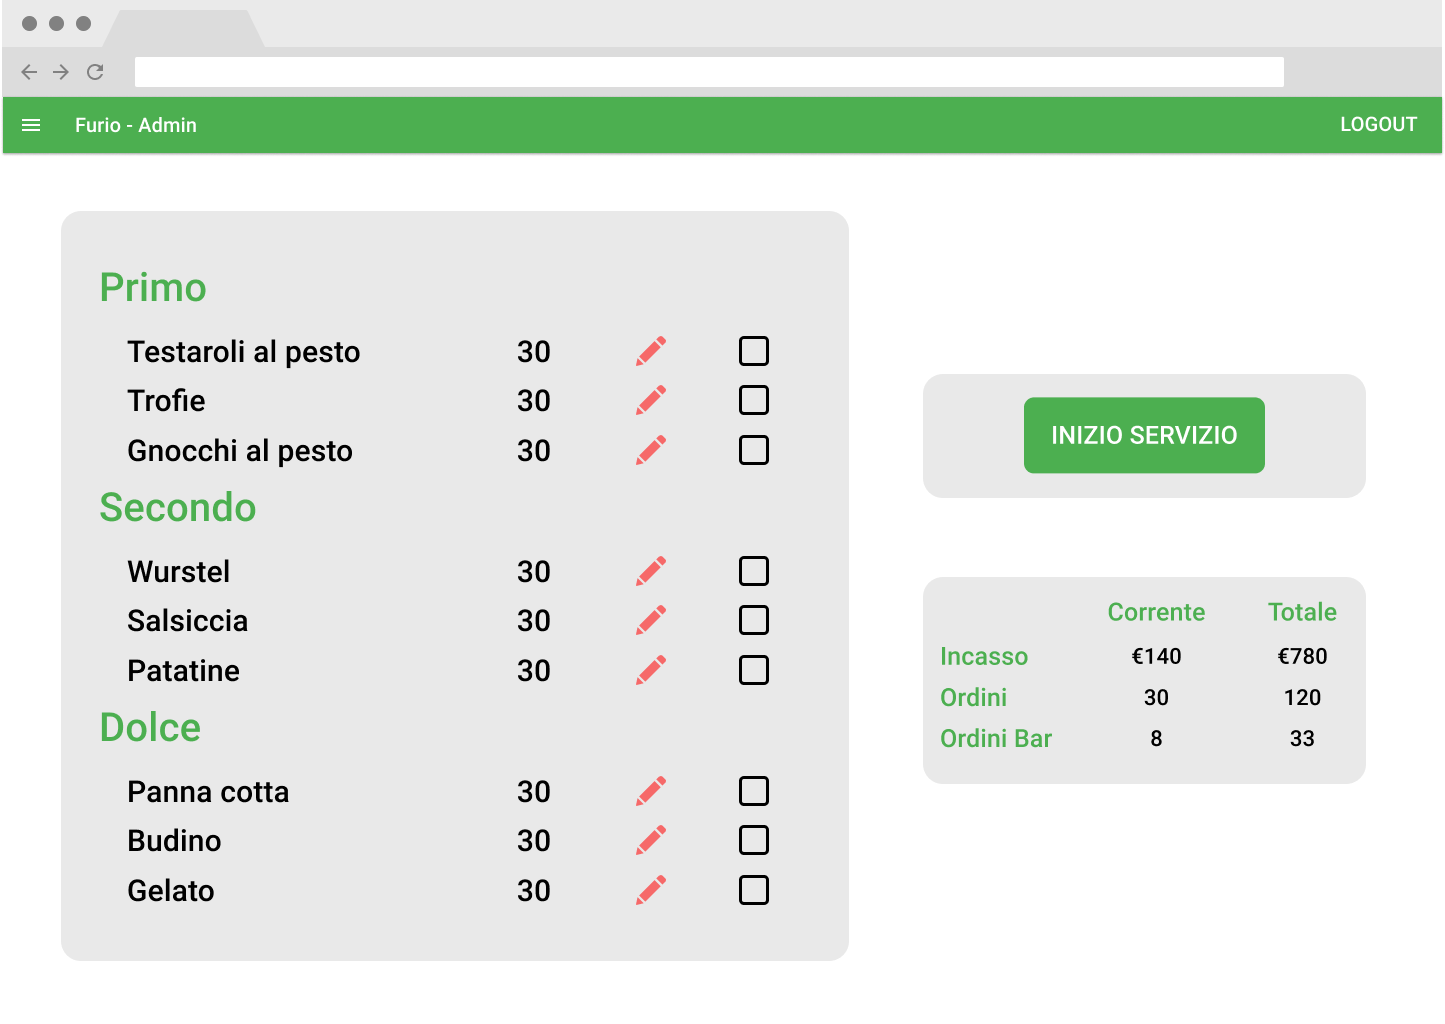 Furio - Admin
LOGOUT
Primo
Testaroli al pesto 30
Trofie 30
Gnocchi al pesto 30
Secondo
Wurstel 30
Salsiccia 30
Patatine 30
Dolce
Panna cotta 30
Budino 30
Gelato 30
INIZIO SERVIZIO
Corrente Totale
Incasso €140 €780
Ordini 30 120
Ordini Bar 8 33